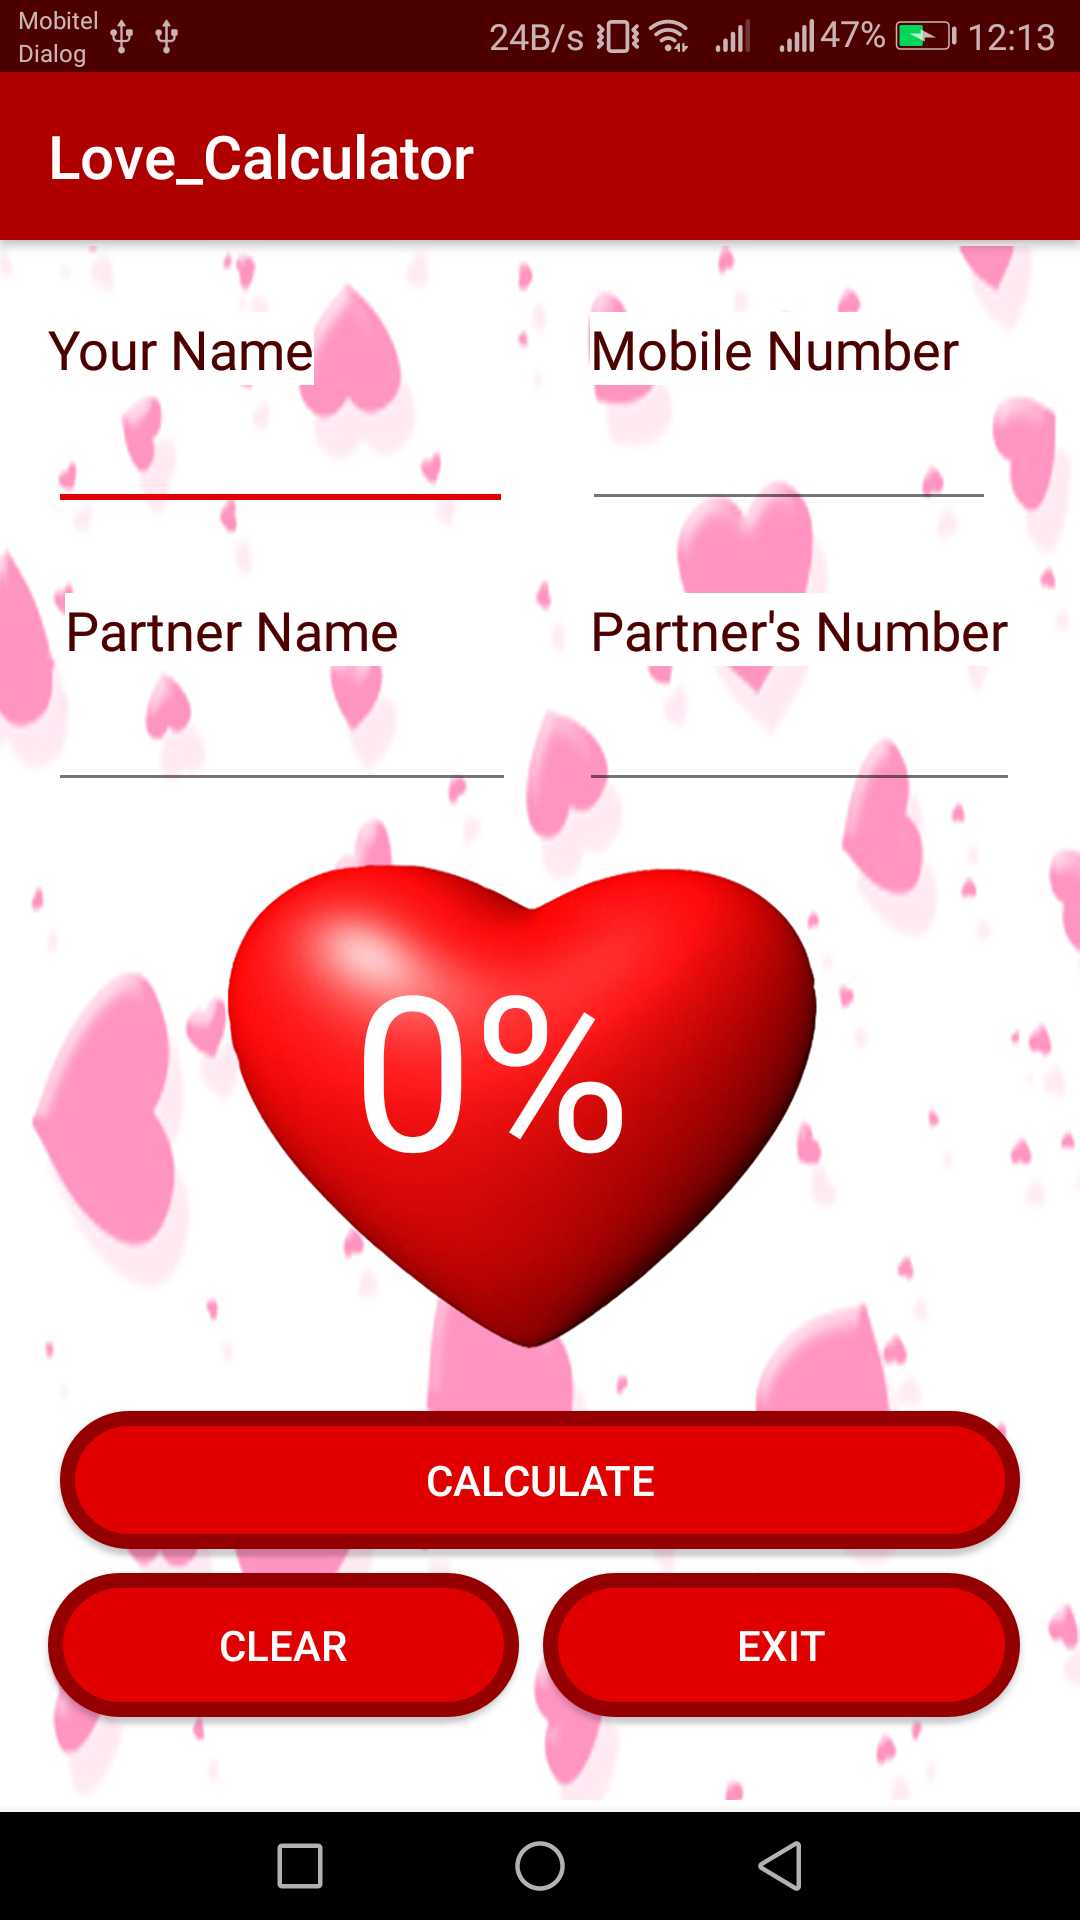 Mobitel
Dialog
24B/s 47% 12:13
Love_Calculator
Your Name Mobile Number
Partner Name Partner's Number
0%
CALCULATE
CLEAR EXIT